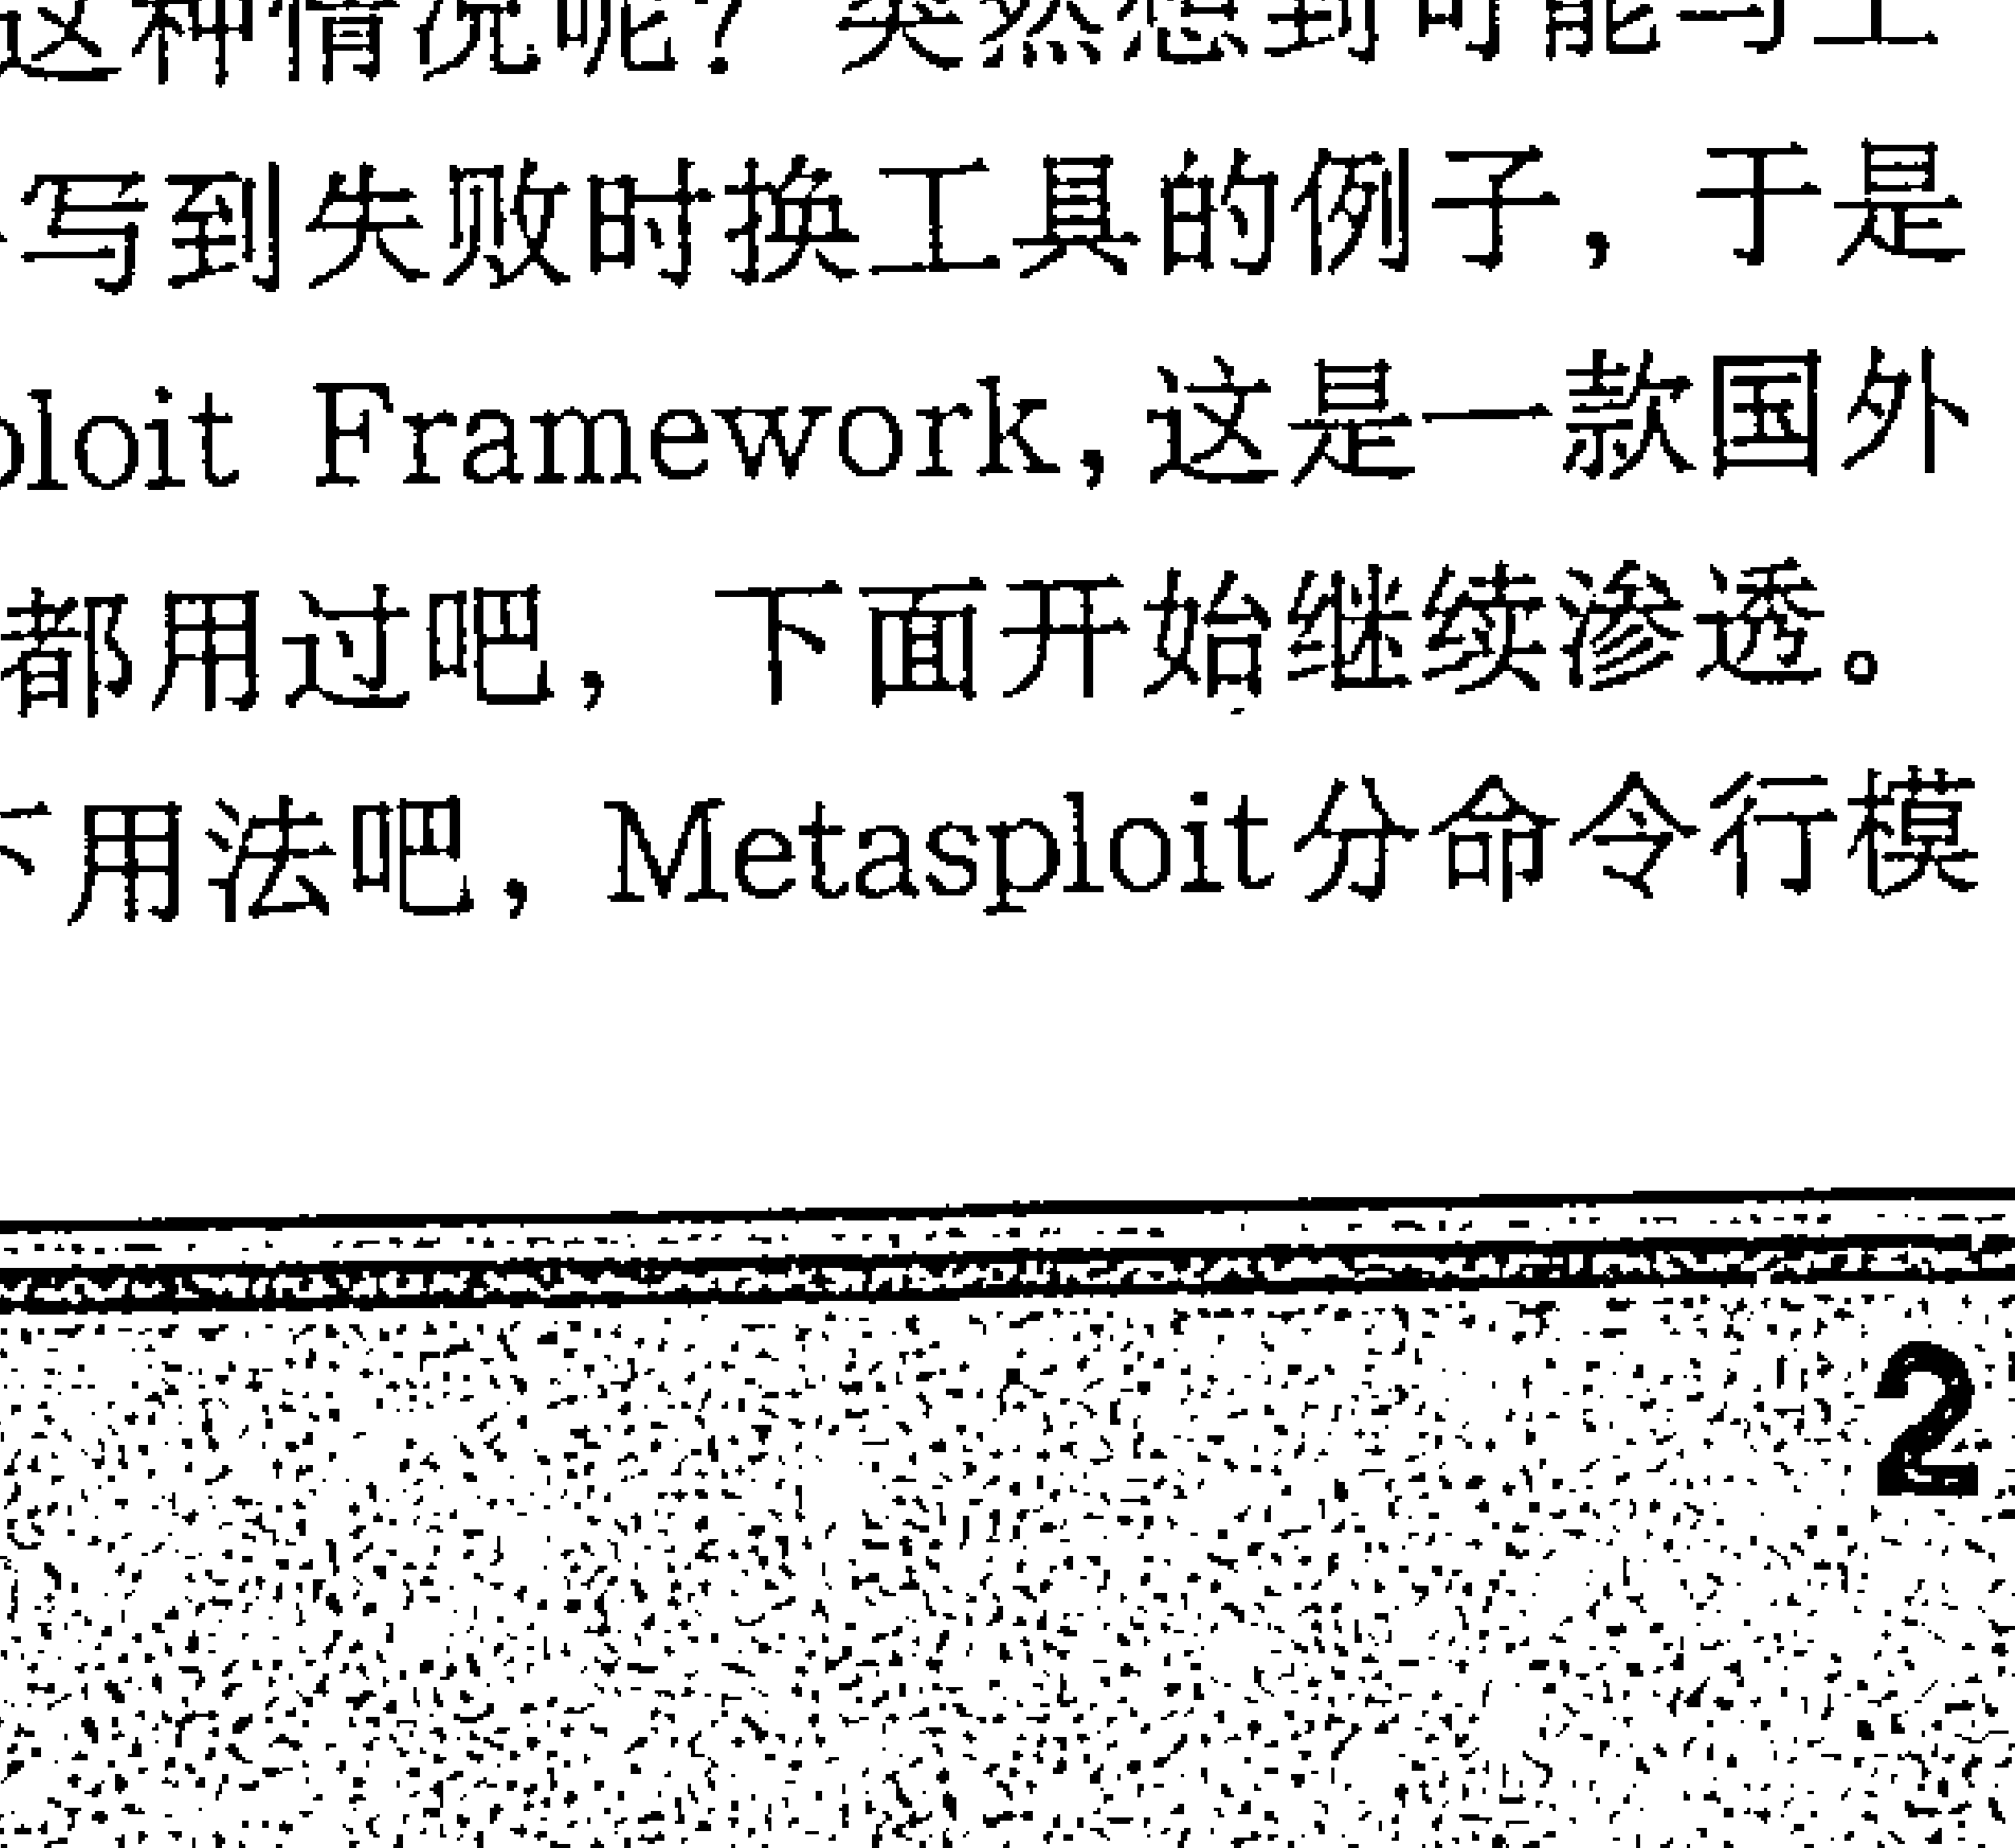 这种情况呢？突然想到可能与工
写到失败时换工具的例子，于是
ploit Framework,这是一款国外
都用过吧，下面开始继续渗透。
下用法吧，Metasploit分命令行模
2